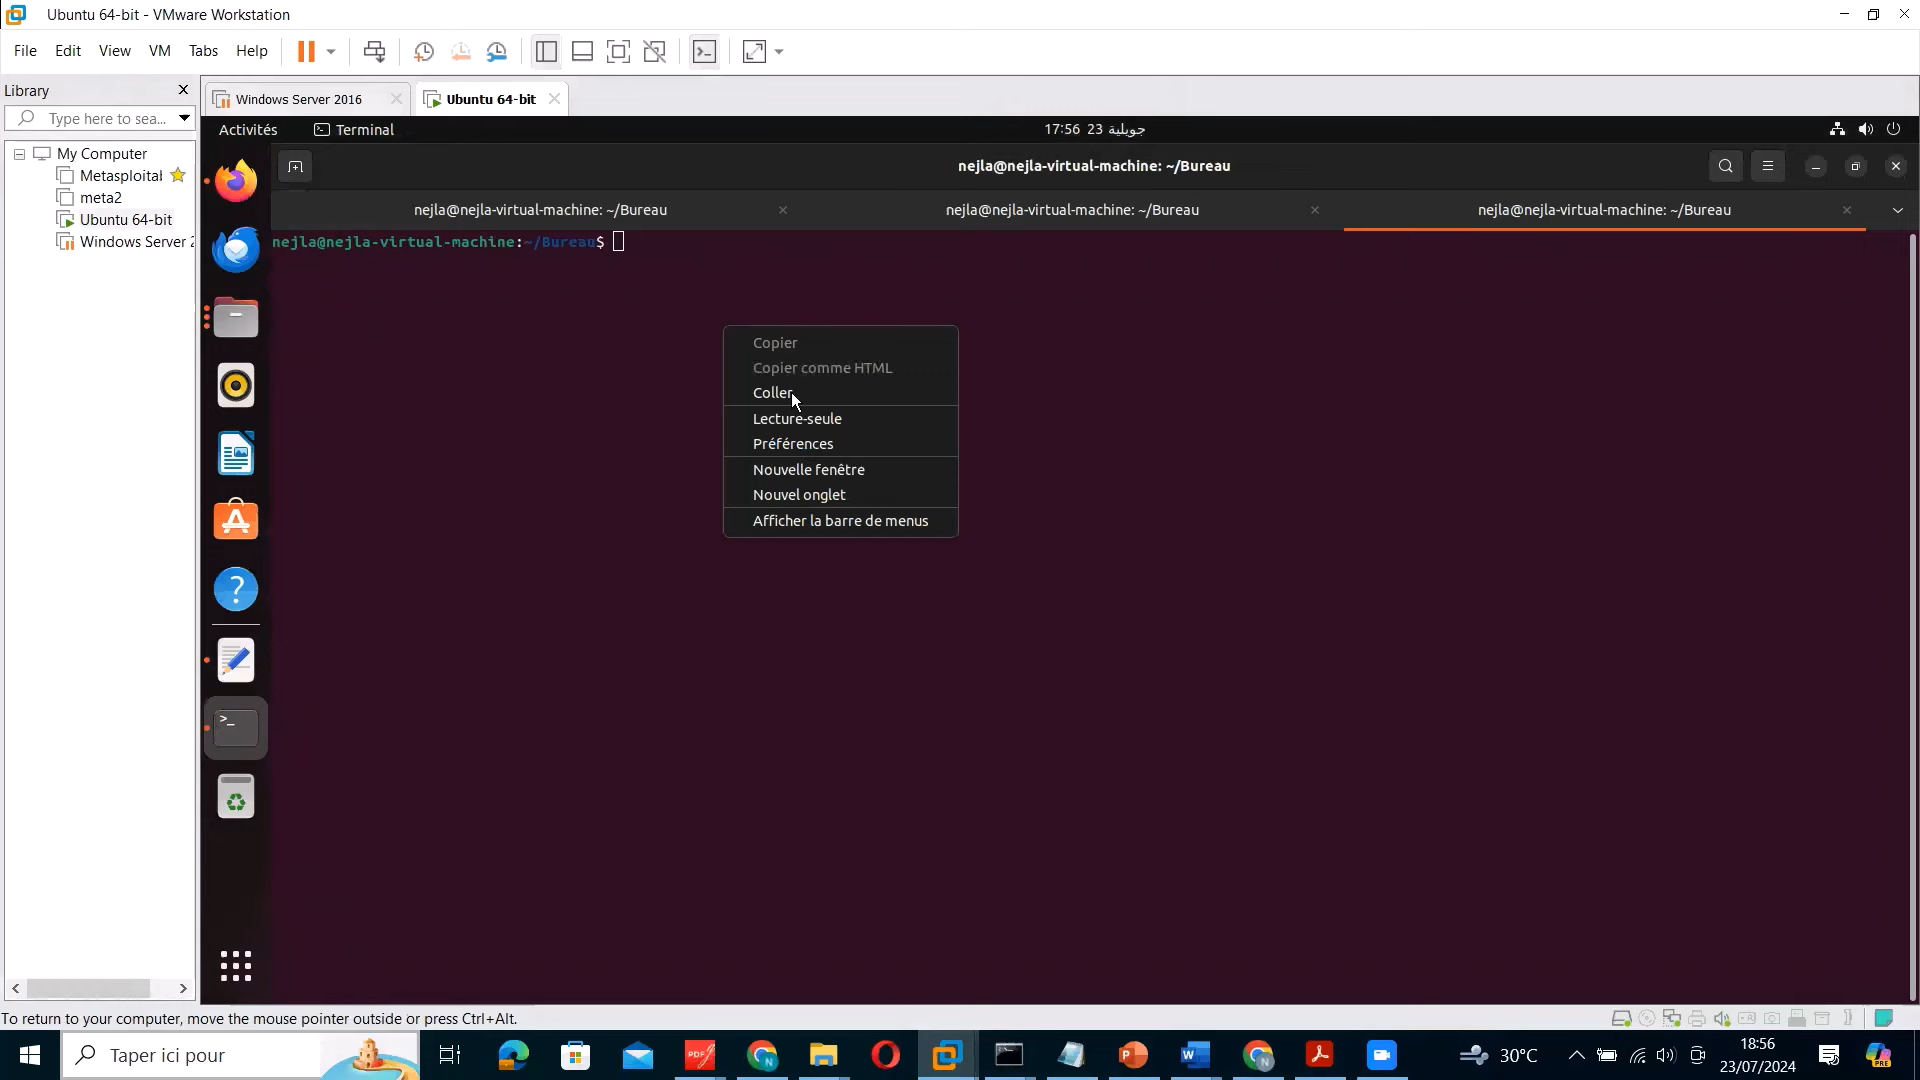 Ubuntu 64-bit - VMware Workstation
File Edit View VM Tabs Help
Library
Type here to sea...
My Computer
Metasploital
meta2
Ubuntu 64-bit
Windows Server 2
Windows Server 2016
Ubuntu 64-bit
Activités
Terminal
17:56 23 جويلية
nejla@nejla-virtual-machine: ~/Bureau
nejla@nejla-virtual-machine: ~/Bureau
nejla@nejla-virtual-machine: ~/Bureau
nejla@nejla-virtual-machine: ~/Bureau
nejla@nejla-virtual-machine:~/Bureau$
Copier
Copier comme HTML
Coller
Lecture-seule
Préférences
Nouvelle fenêtre
Nouvel onglet
Afficher la barre de menus
To return to your computer, move the mouse pointer outside or press Ctrl+Alt.
Taper ici pour
30°C
18:56
23/07/2024